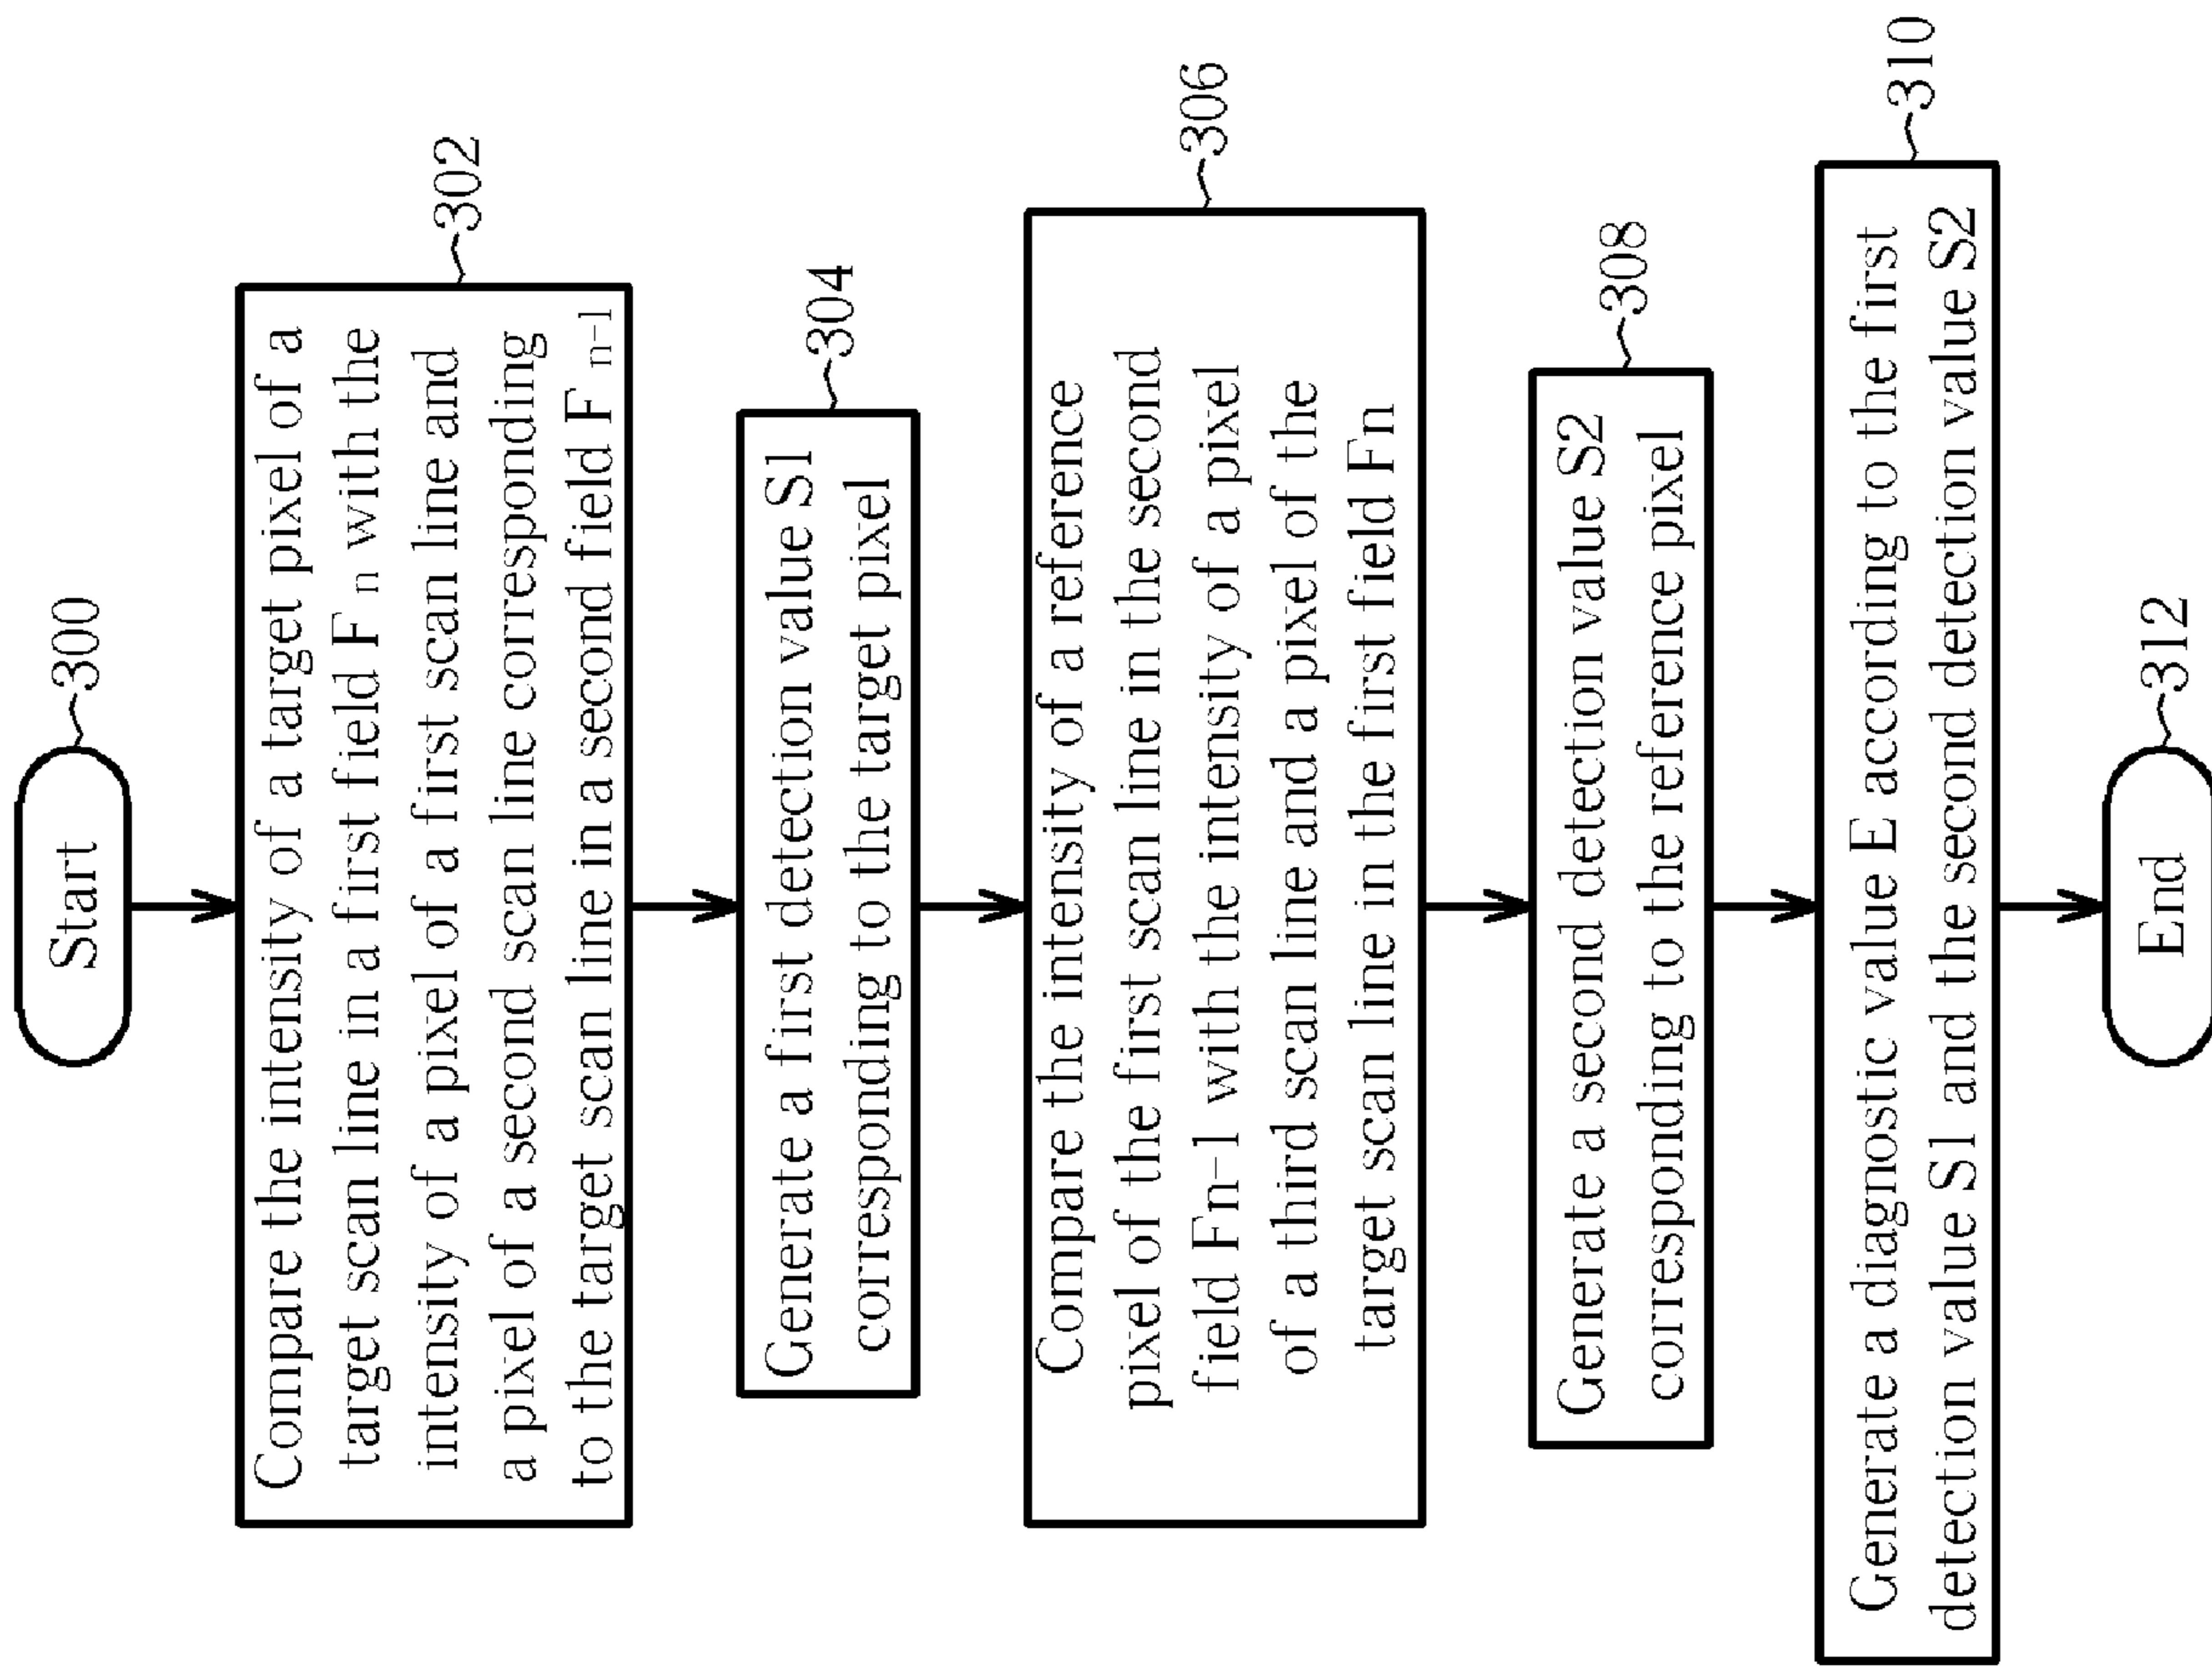 Start
300
Compare the intensity of a target pixel of a
target scan line in a first field F n with the
intensity of a pixel of a first scan line and
a pixel of a second scan line corresponding
to the target scan line in a second field F n-1
302
Generate a first detection value S1
corresponding to the target pixel
304
Compare the intensity of a reference
pixel of the first scan line in the second
field Fn-1 with the intensity of a pixel
of a third scan line and a pixel of the
target scan line in the first field Fn
306
Generate a second detection value S2
corresponding to the reference pixel
308
Generate a diagnostic value E according to the first
detection value S1 and the second detection value S2
310
End
312